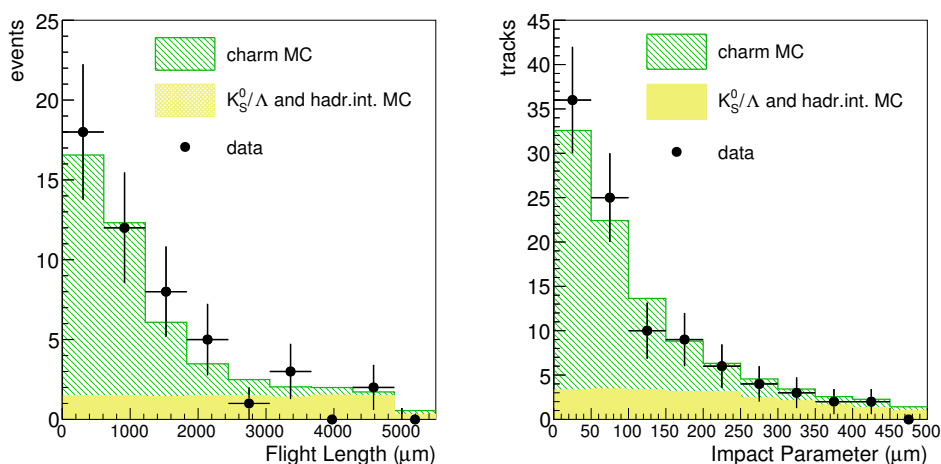 events
25
20
15
10
5
0
charm MC
K⁰S/Λ and hadr.int. MC
data
0 1000 2000 3000 4000 5000
Flight Length (μm)
tracks
45
40
35
30
25
20
15
10
5
0
charm MC
K⁰S/Λ and hadr.int. MC
data
0 50 100 150 200 250 300 350 400 450 500
Impact Parameter (μm)